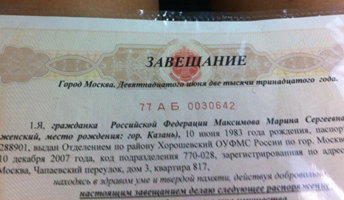 ЗАВЕЩАНИЕ
Город Москва. Девятнадцатого июня две тысячи тринадцатого года.
77 А Б 0030642
1.Я, гражданка Российской Федерации Максимова Марина Сергеевна
женский, место рождения: гор. Казань), 10 июня 1983 года рождения, паспорт
288901, выдан Отделением по району Хорошевский ОУФМС России по гор. Москве
10 декабря 2007 года, код подразделения 770-028, зарегистрированная по адресу
Москва, Чапаевский переулок, дом 3, квартира 817,
находясь в здравом уме и твердой памяти, действуя добровольно
настоящим завещанием делаю следующее распоряжение